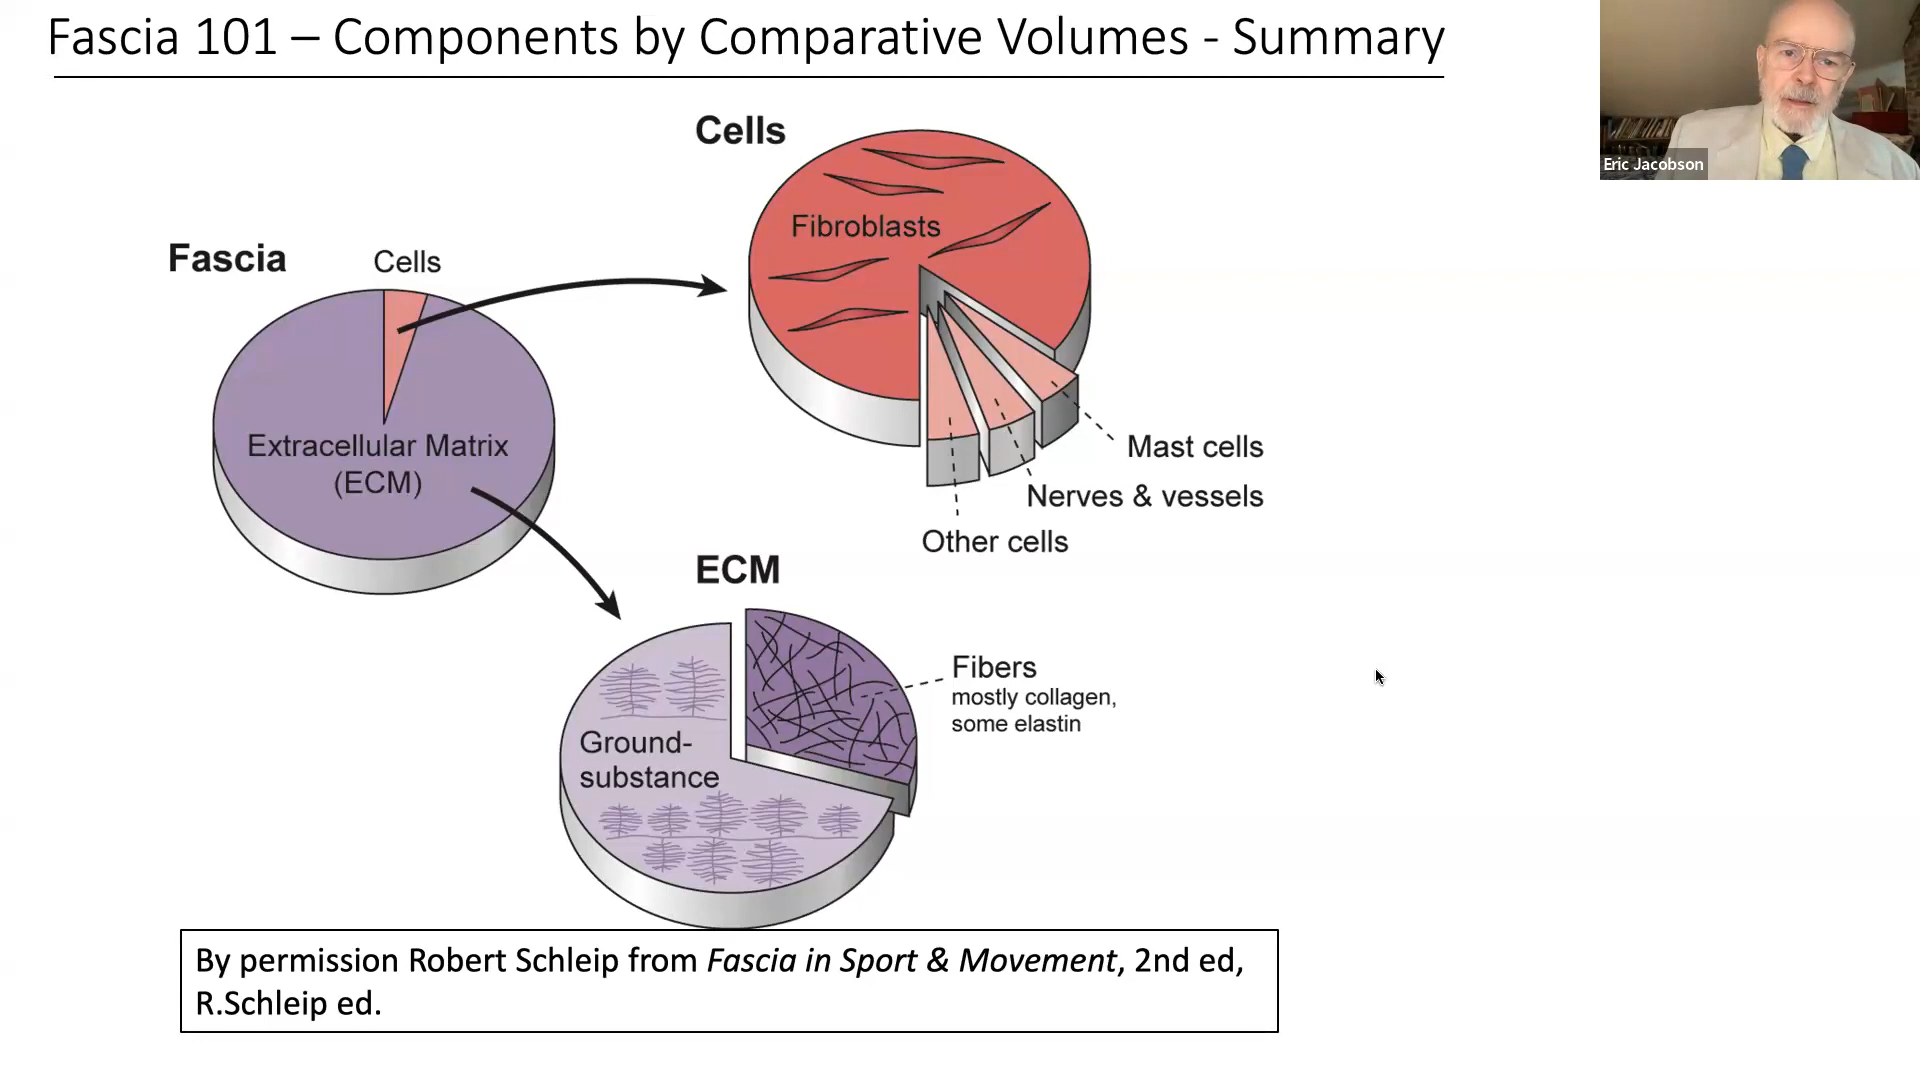 Fascia 101 – Components by Comparative Volumes - Summary
Eric Jacobson
Cells
Fibroblasts
Fascia
Cells
Extracellular Matrix
(ECM)
Mast cells
Nerves & vessels
Other cells
ECM
Fibers
mostly collagen,
some elastin
Ground-
substance
By permission Robert Schleip from Fascia in Sport & Movement, 2nd ed,
R.Schleip ed.